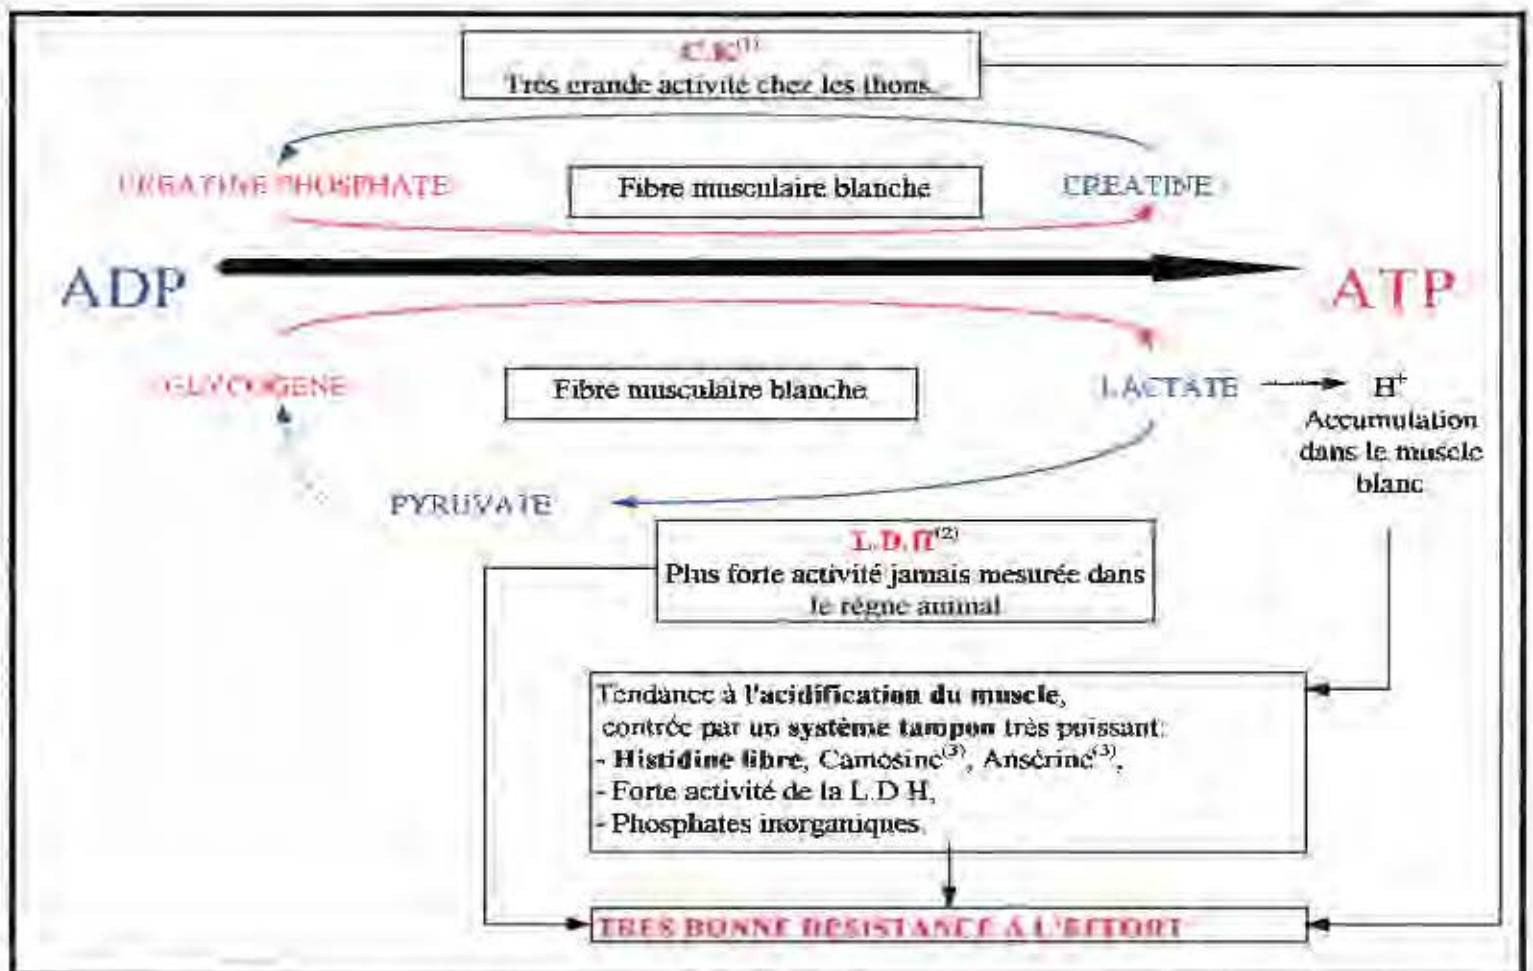 C.K⁽¹⁾
Très grande activité chez les thons.
CREATINE PHOSPHATE
Fibre musculaire blanche
CREATINE
ADP
ATP
GLYCOGENE
Fibre musculaire blanche
LACTATE
H⁺
Accumulation
dans le muscle
blanc
PYRUVATE
L.D.H⁽²⁾
Plus forte activité jamais mesurée dans
le règne animal
Tendance à l'acidification du muscle,
contrée par un système tampon très puissant:
- Histidine libre, Carnosine⁽³⁾, Ansérine⁽³⁾,
- Forte activité de la L.D.H,
- Phosphates inorganiques.
TRES BONNE RESISTANCE A L'EFFORT